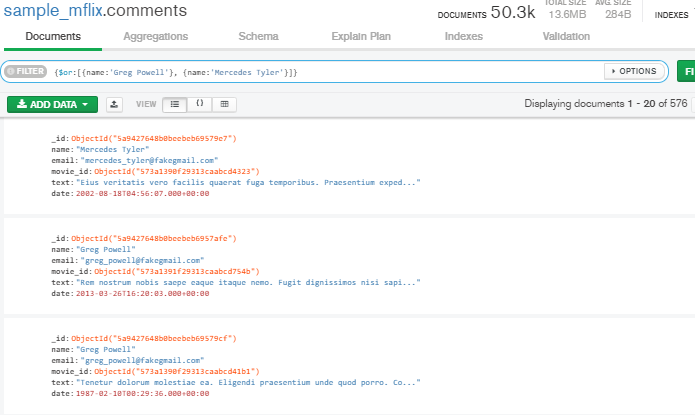 sample_mflix.comments
DOCUMENTS 50.3k TOTAL SIZE 13.6MB AVG. SIZE 284B INDEXES
Documents Aggregations Schema Explain Plan Indexes Validation
FILTER {$or:[{name:'Greg Powell'}, {name:'Mercedes Tyler'}]} OPTIONS FI
ADD DATA VIEW {} Displaying documents 1 - 20 of 576
_id:ObjectId("5a9427648b0beebeb69579e7")
name:"Mercedes Tyler"
email:"mercedes_tyler@fakegmail.com"
movie_id:ObjectId("573a1390f29313caabcd4323")
text:"Eius veritatis vero facilis quaerat fuga temporibus. Praesentium exped..."
date:2002-08-18T04:56:07.000+00:00
_id:ObjectId("5a9427648b0beebeb6957afe")
name:"Greg Powell"
email:"greg_powell@fakegmail.com"
movie_id:ObjectId("573a1391f29313caabcd754b")
text:"Rem nostrum nobis saepe eaque itaque nemo. Fugit dignissimos nisi sapi..."
date:2013-03-26T16:20:03.000+00:00
_id:ObjectId("5a9427648b0beebeb69579cf")
name:"Greg Powell"
email:"greg_powell@fakegmail.com"
movie_id:ObjectId("573a1390f29313caabcd41b1")
text:"Tenetur dolorum molestiae ea. Eligendi praesentium unde quod porro. Co..."
date:1987-02-10T00:29:36.000+00:00